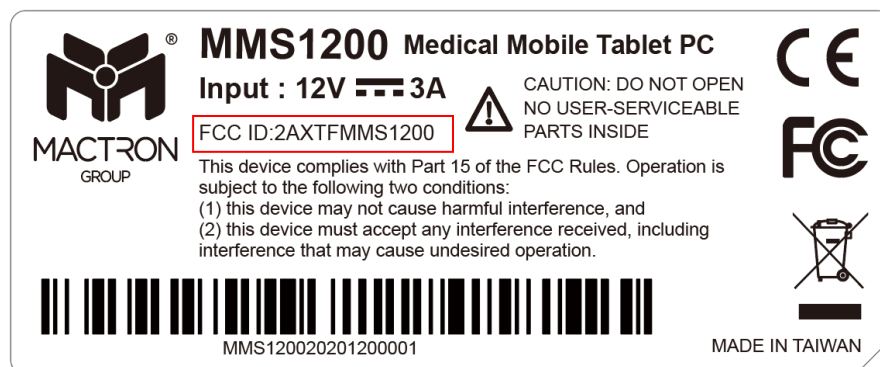 MMS1200 Medical Mobile Tablet PC
Input : 12V 3A
CAUTION: DO NOT OPEN
NO USER-SERVICEABLE
PARTS INSIDE
FCC ID:2AXTFMMS1200
MACTRON
GROUP
®
CE
FC
This device complies with Part 15 of the FCC Rules. Operation is
subject to the following two conditions:
(1) this device may not cause harmful interference, and
(2) this device must accept any interference received, including
interference that may cause undesired operation.
MMS120020201200001
MADE IN TAIWAN